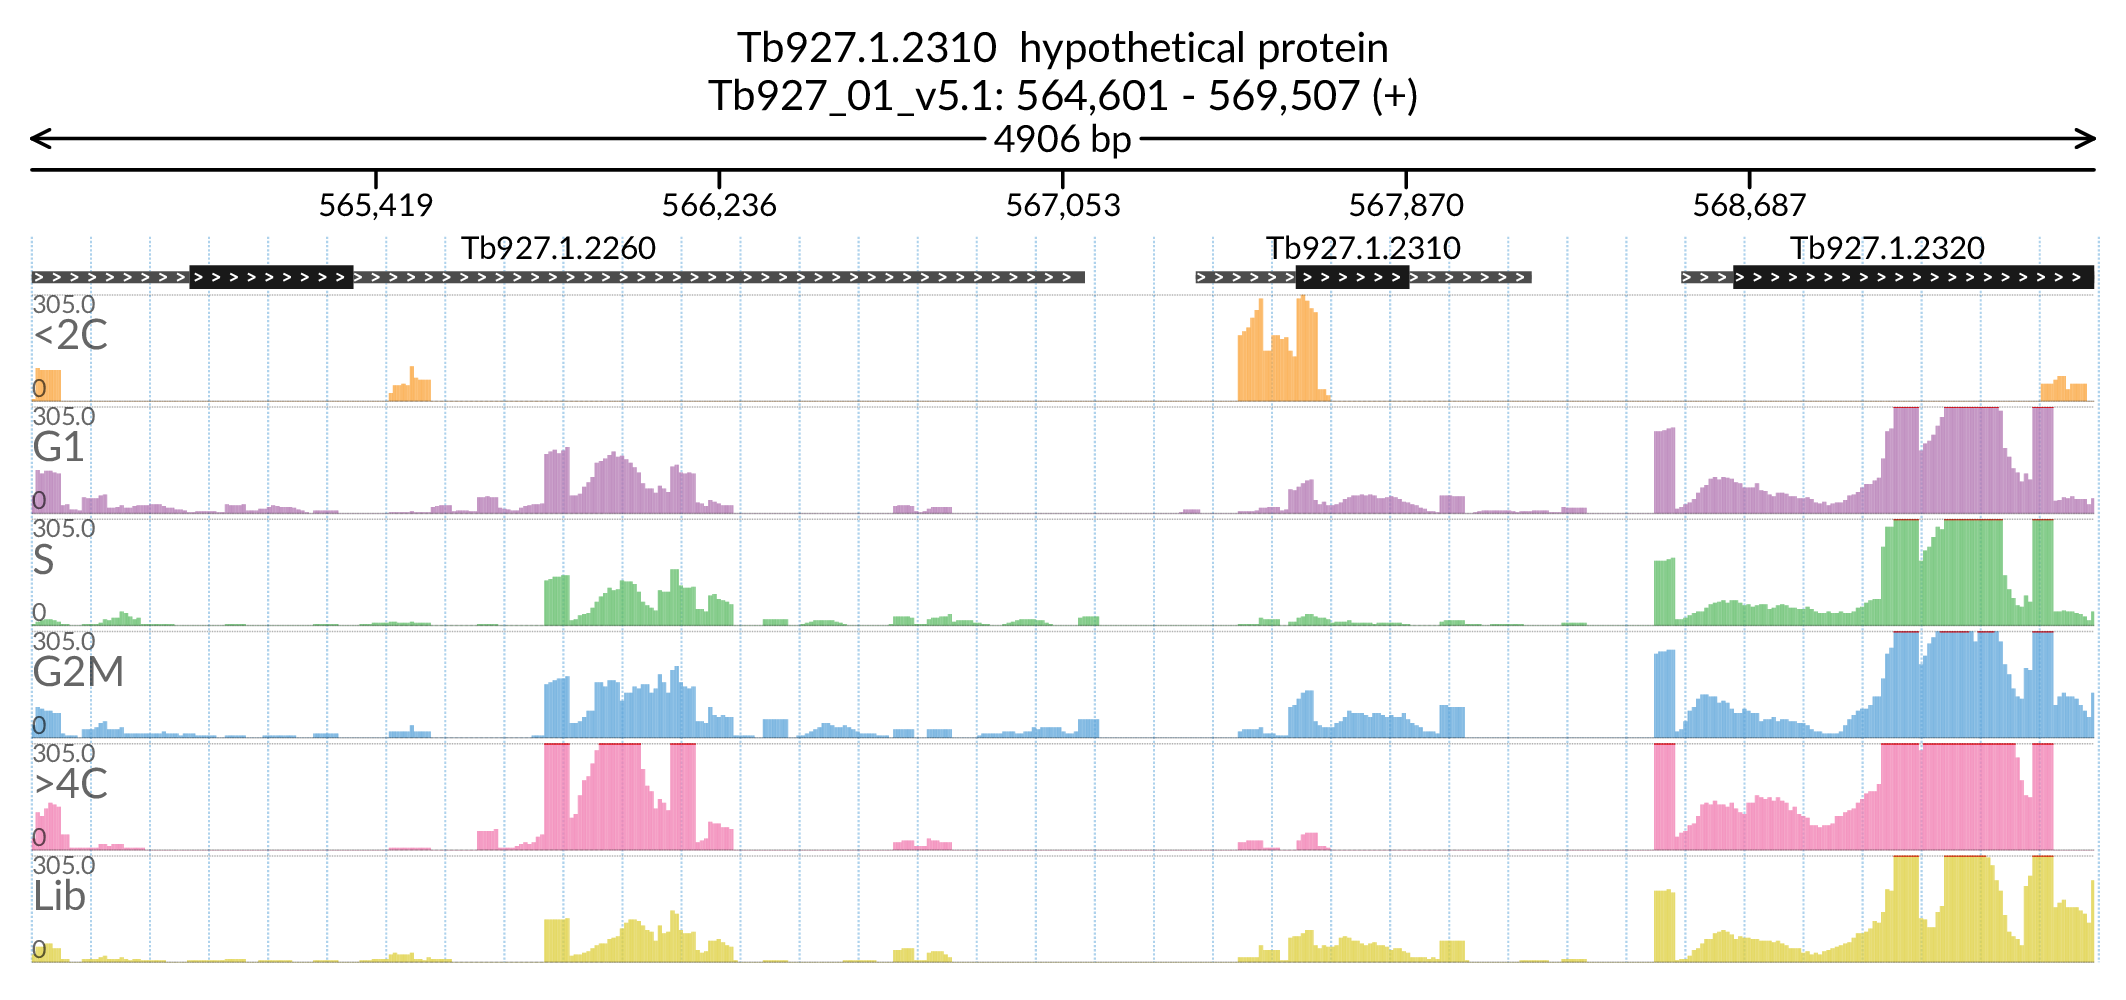 Tb927.1.2310  hypothetical protein
Tb927_01_v5.1: 564,601 - 569,507 (+)
4906 bp
565,419 566,236 567,053 567,870 568,687
Tb927.1.2260 Tb927.1.2310 Tb927.1.2320
305.0
<2C
0
305.0
G1
0
305.0
S
0
305.0
G2M
0
305.0
>4C
0
305.0
Lib
0